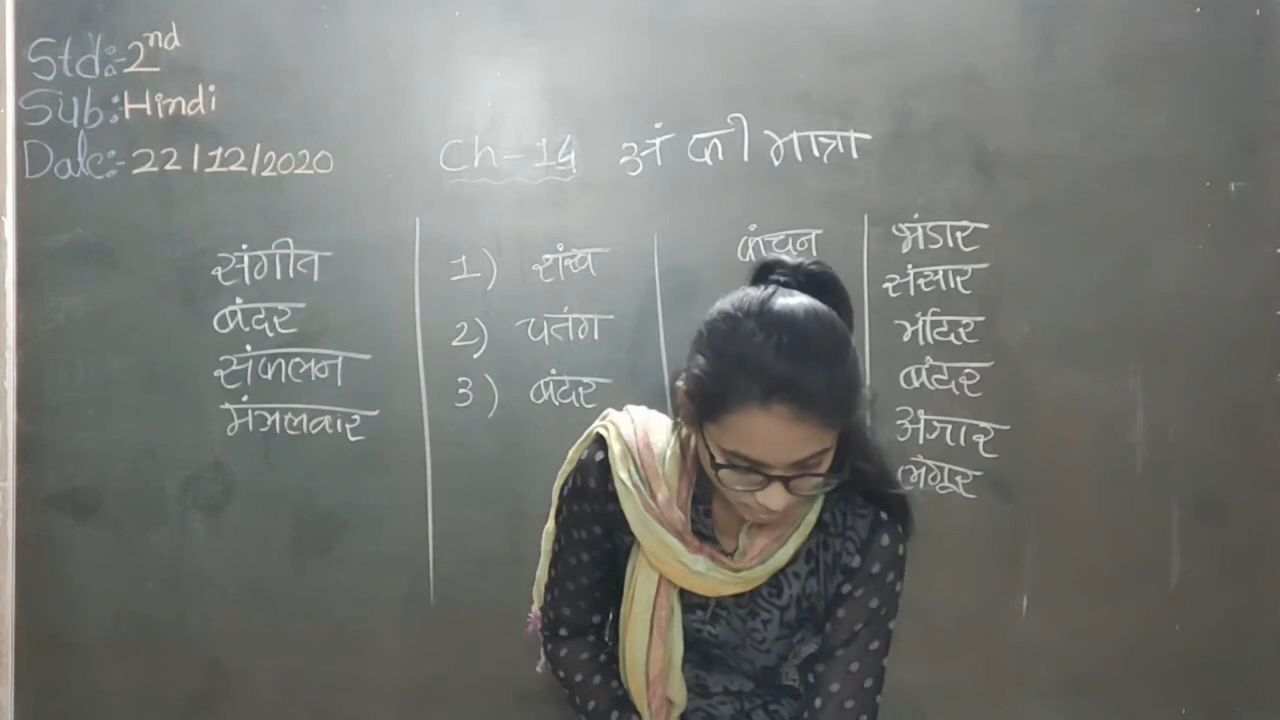 Std:-2nd
Sub:Hindi
Date:-22/12/2020
Ch-14 अं की मात्रा
संगीत
बंदर
संकलन
मंगलवार
1) शंख
2) पतंग
3) बंदर
कंचन
भंडार
संसार
मंदिर
बंदर
अंगार
लंगूर